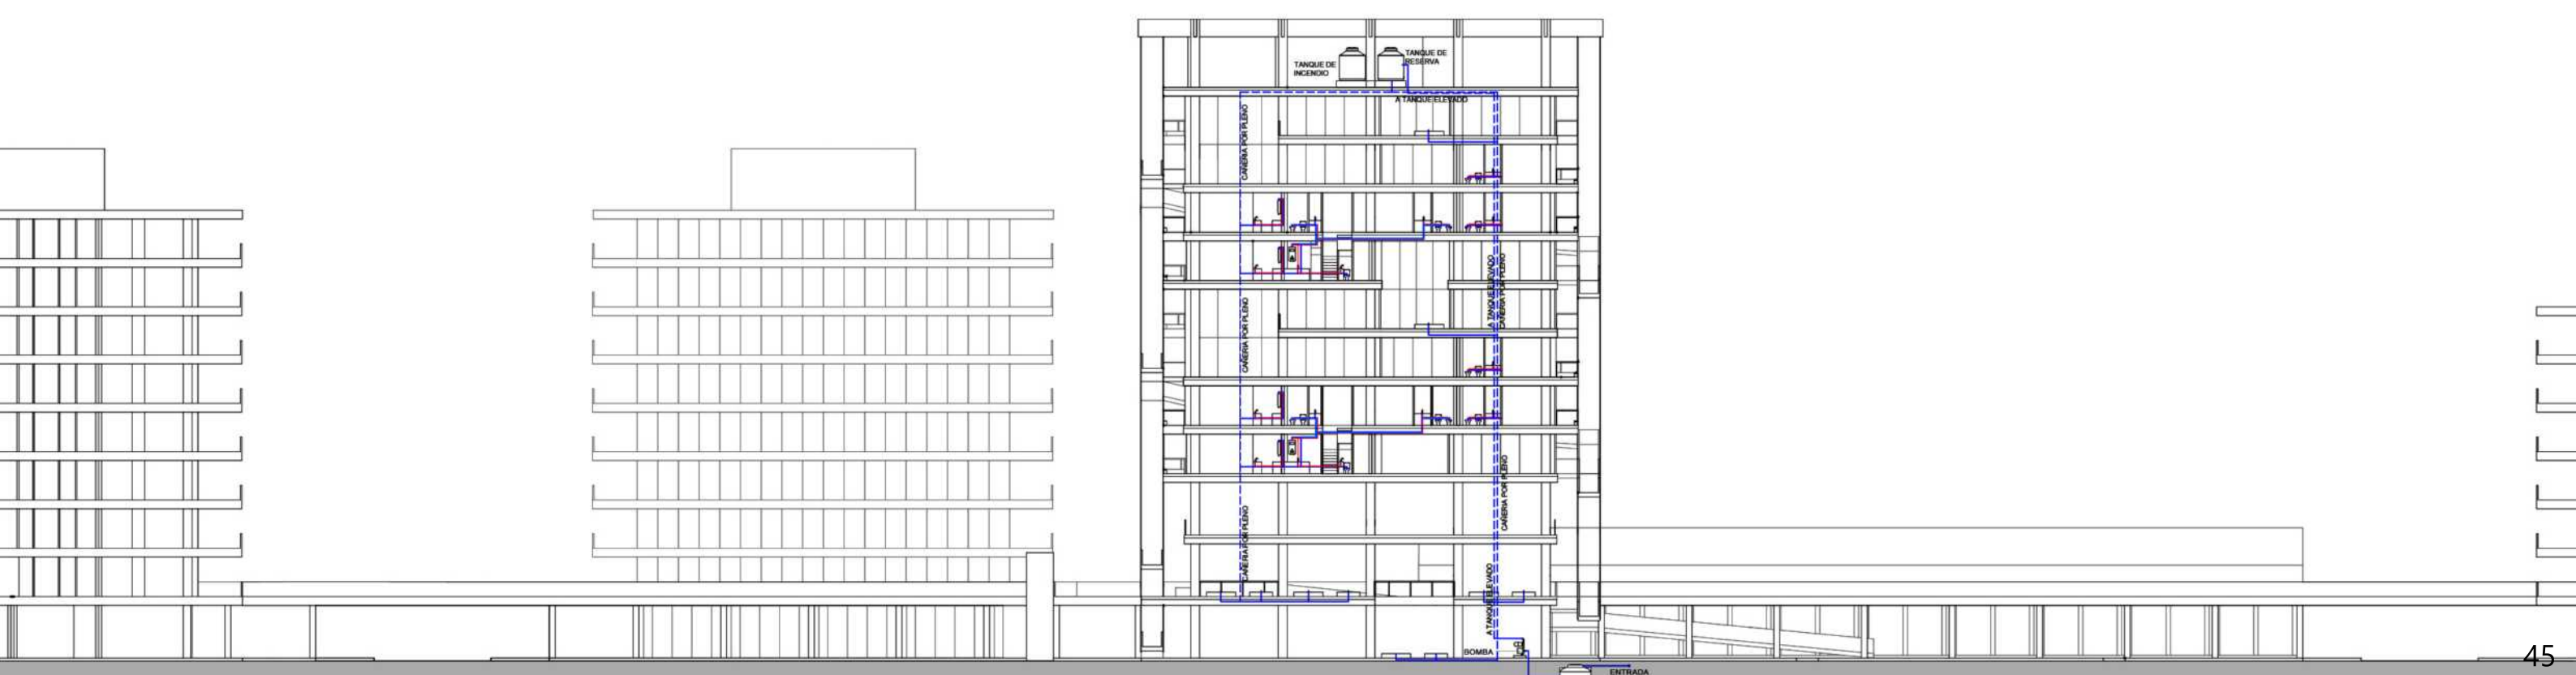 TANQUE DE
INCENDIO
TANQUE DE
RESERVA
A TANQUE ELEVADO
CAÑERIA POR PLENO
A TANQUE ELEVADO
CAÑERIA POR PLENO
CAÑERIA POR PLENO
CAÑERIA POR PLENO
CAÑERIA POR PLENO
A TANQUE ELEVADO
BOMBA
ENTRADA
45